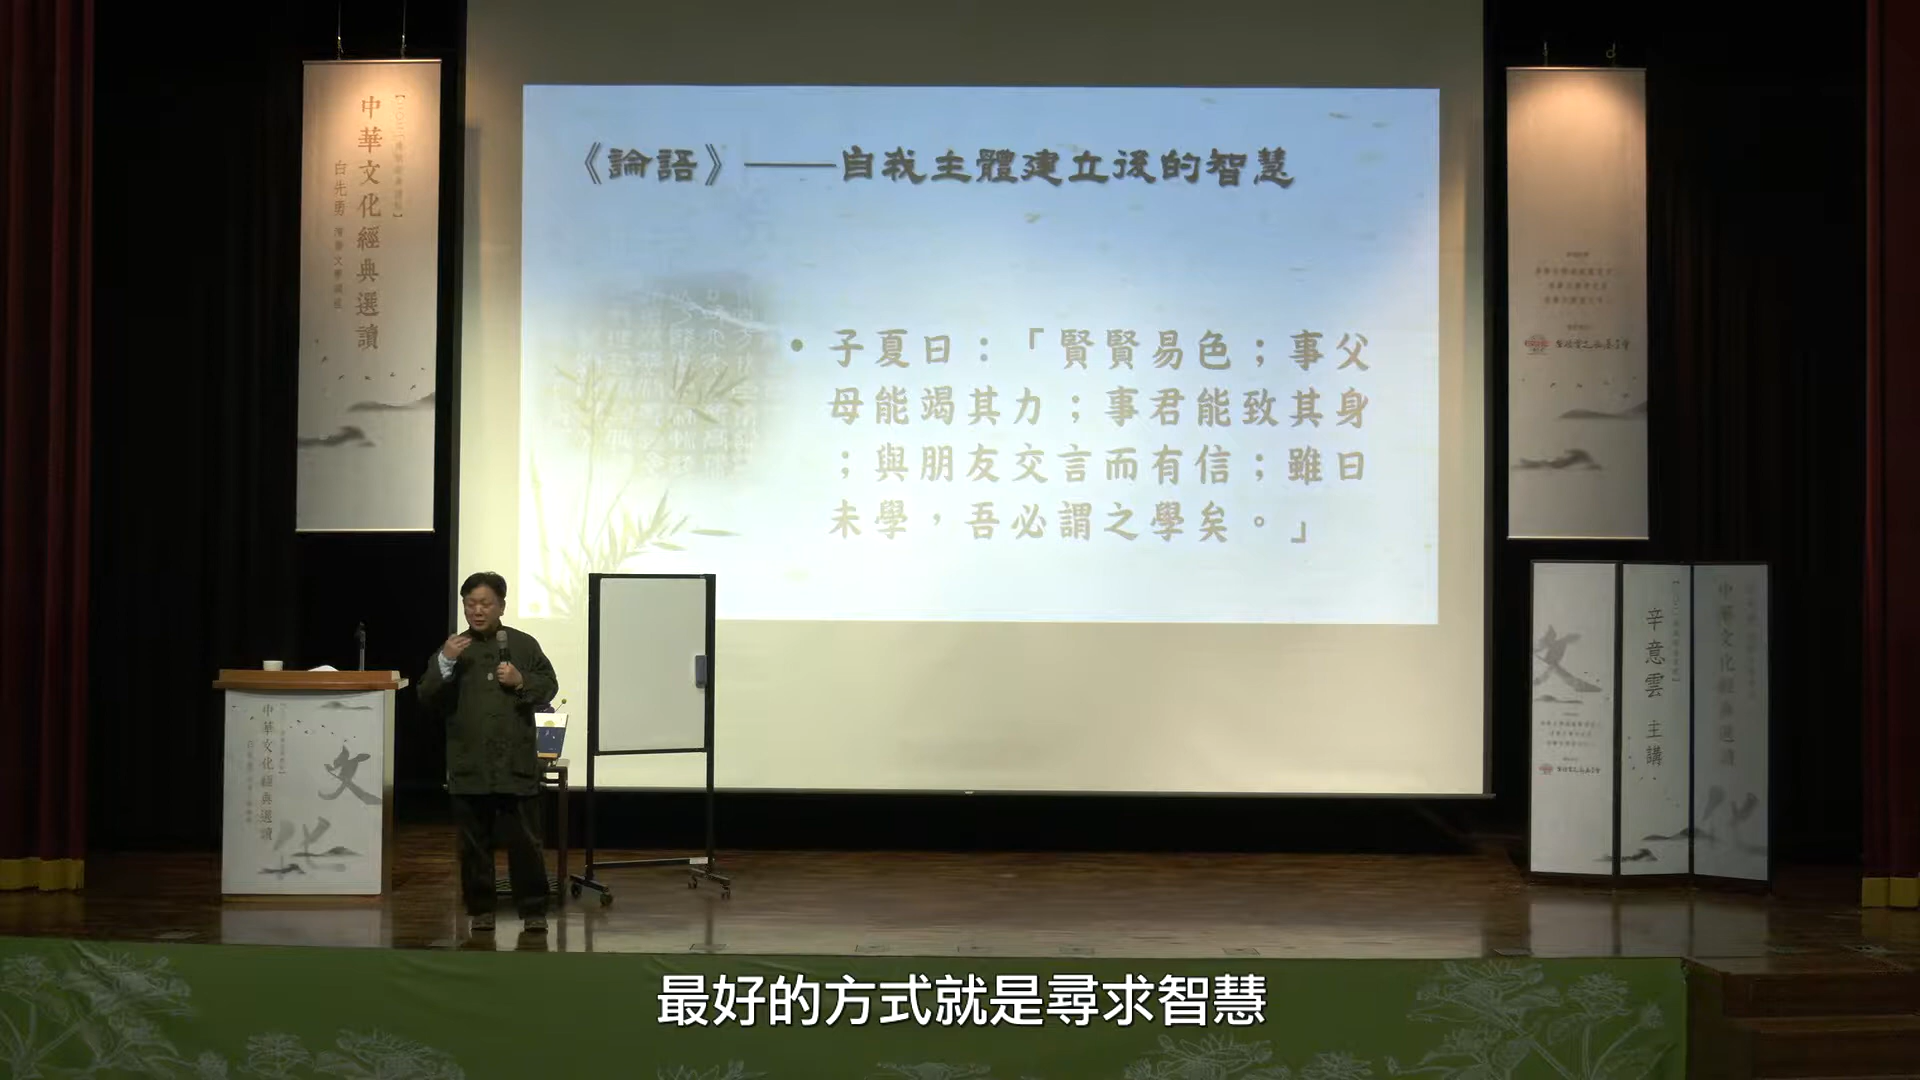 中華文化經典選讀
白先勇
《論語》——自我主體建立後的智慧
• 子夏曰：「賢賢易色；事父
母能竭其力；事君能致其身
；與朋友交言而有信；雖曰
未學，吾必謂之學矣。」
中華文化經典選讀
文化
文
辛意雲 主講
中華文化經典選讀
化
最好的方式就是尋求智慧